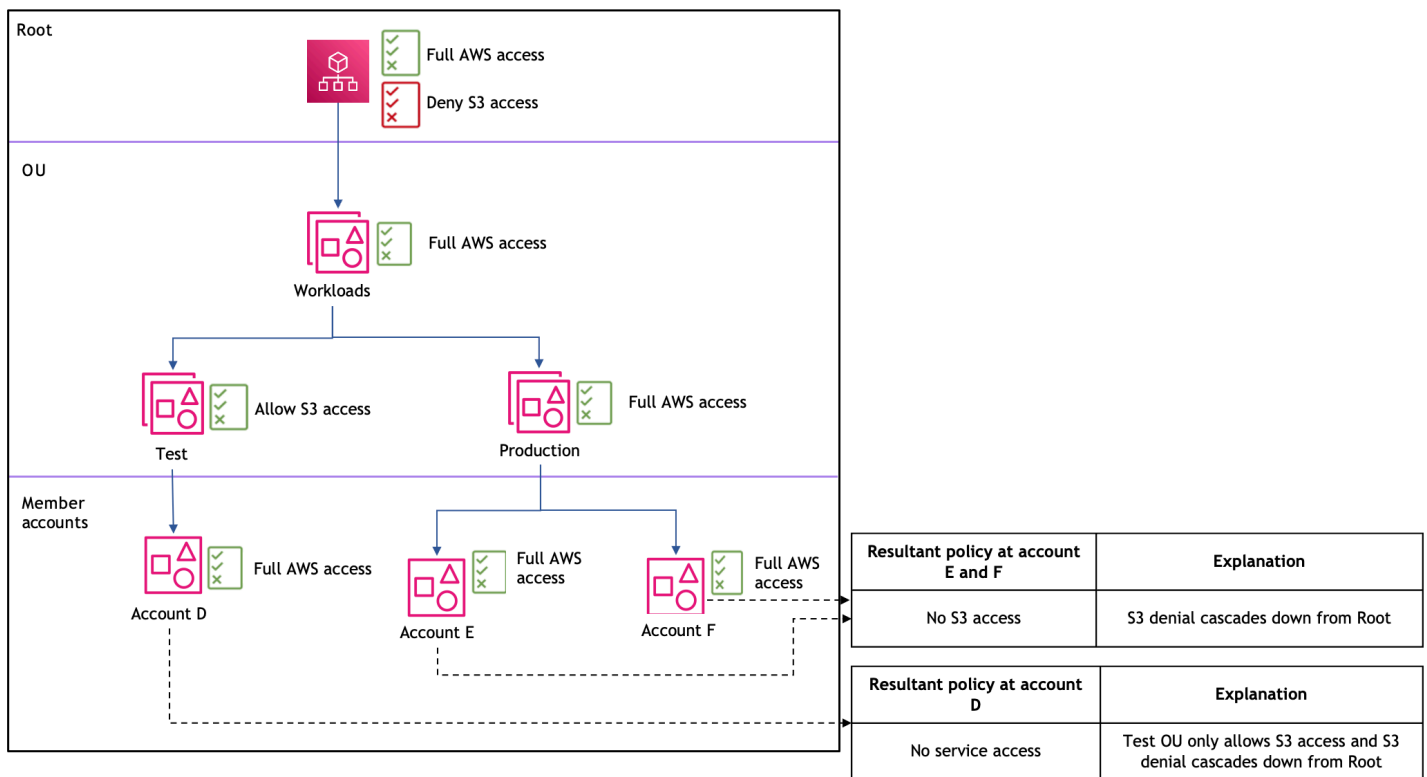 Root
Full AWS access
Deny S3 access
OU
Full AWS access
Workloads
Allow S3 access
Full AWS access
Test
Production
Member
accounts
Full AWS access
Account D
Full AWS
access
Account E
Full AWS
access
Account F
Resultant policy at account
E and F
Explanation
No S3 access
S3 denial cascades down from Root
Resultant policy at account
D
Explanation
No service access
Test OU only allows S3 access and S3
denial cascades down from Root